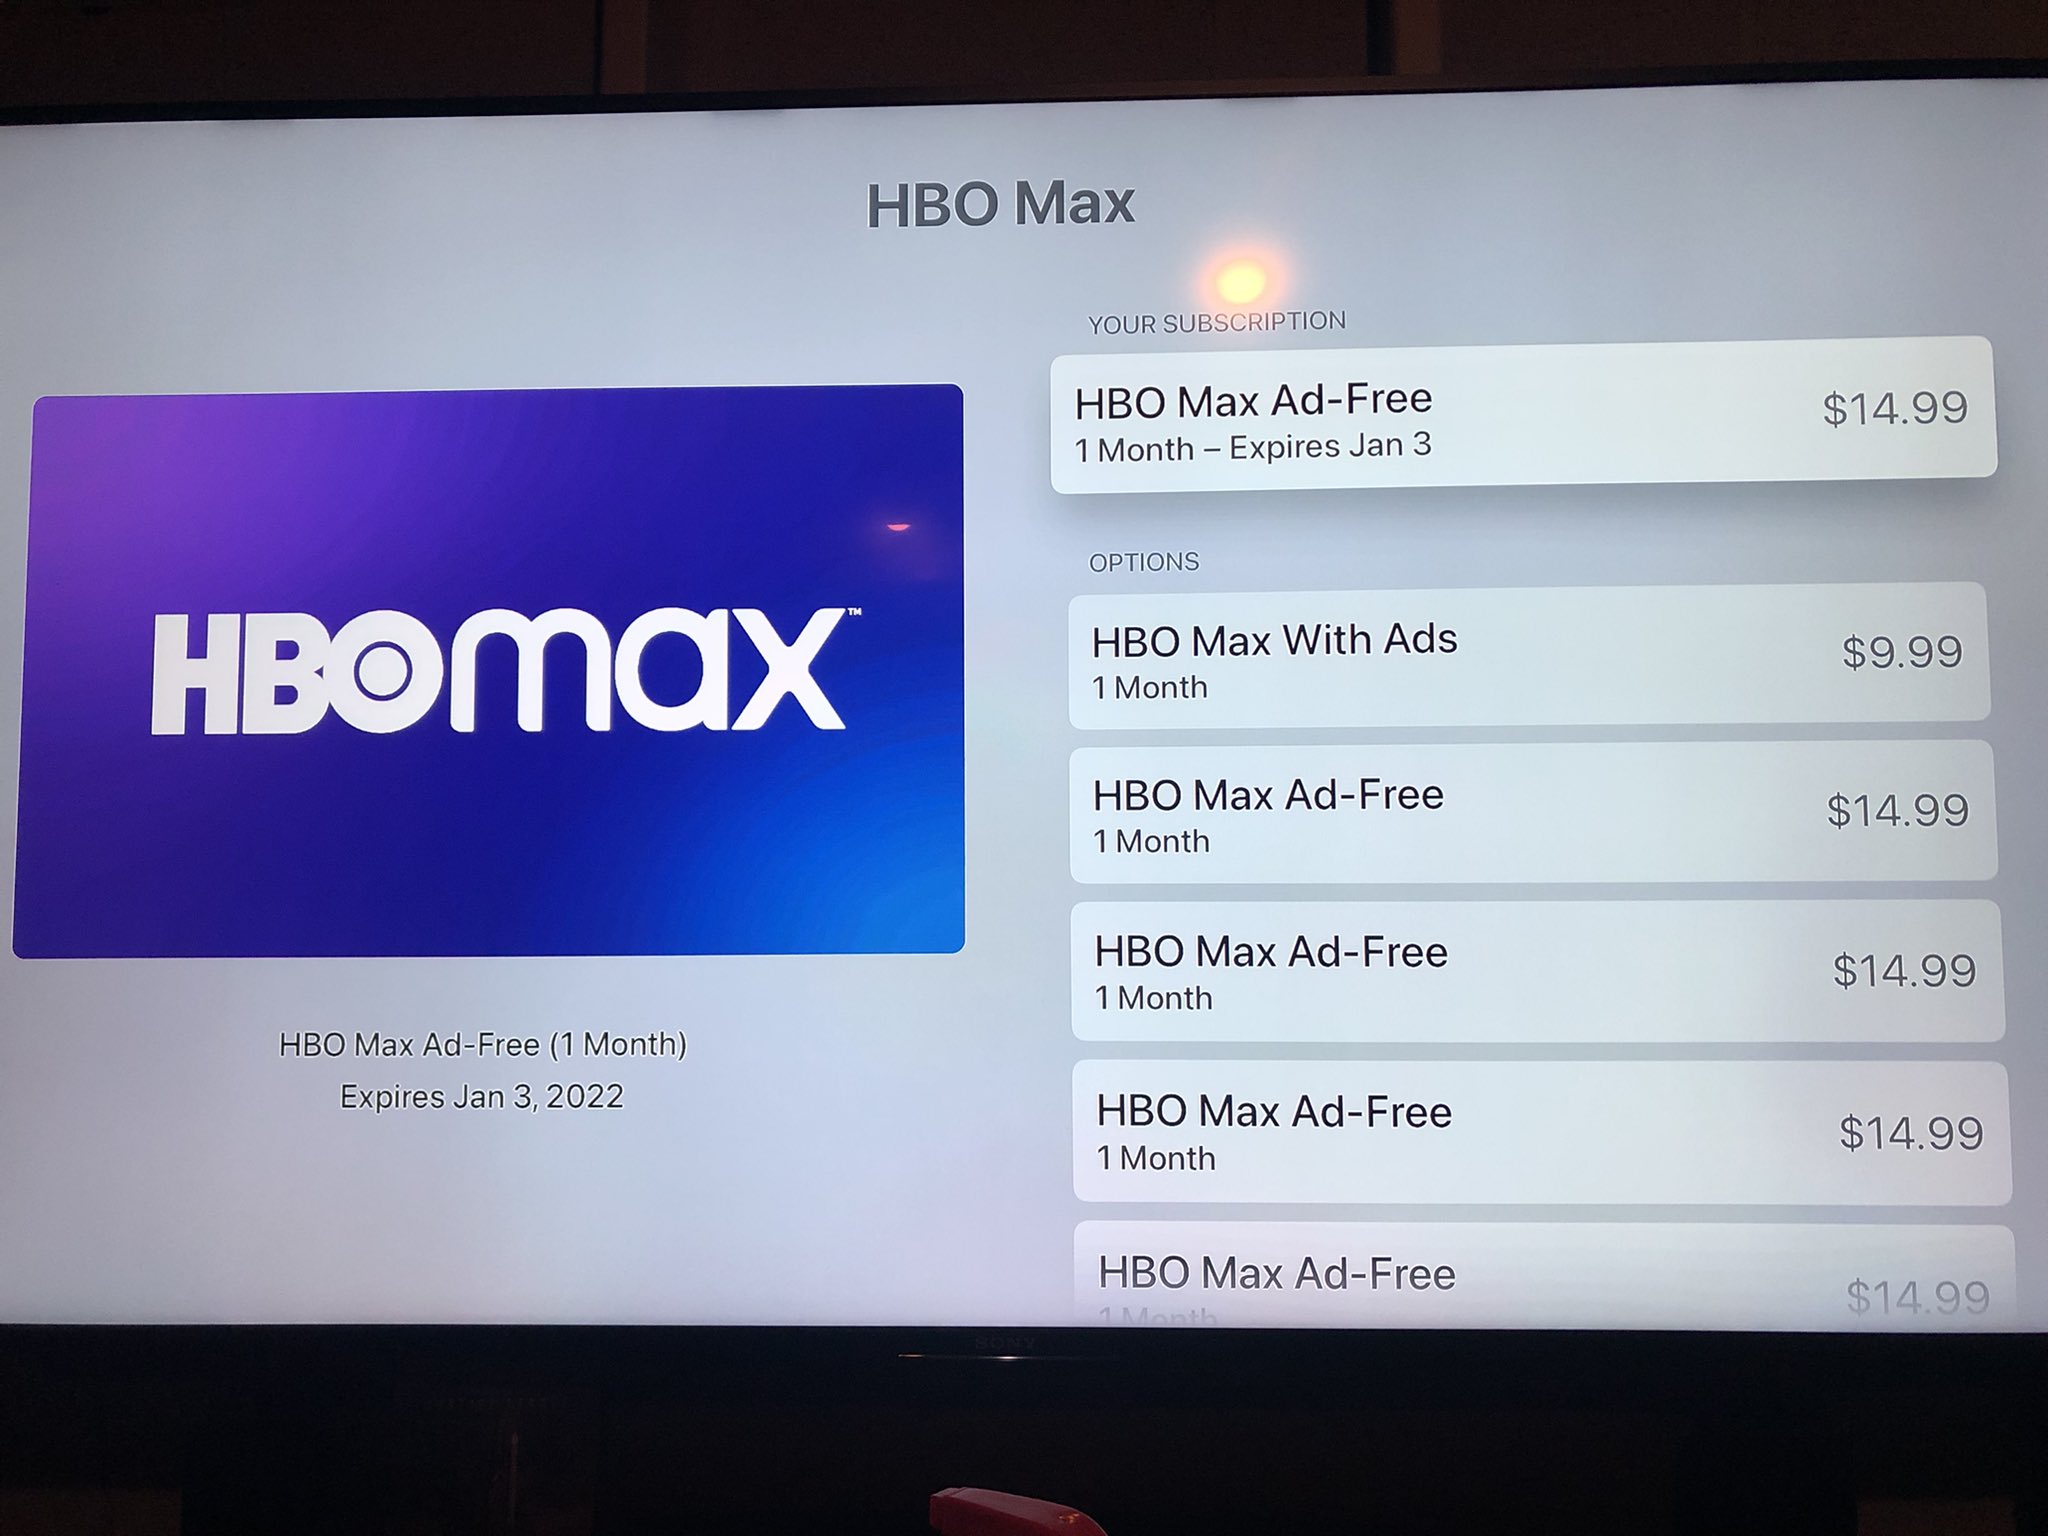 HBO Max
HBOmax™
HBO Max Ad-Free (1 Month)
Expires Jan 3, 2022
YOUR SUBSCRIPTION
HBO Max Ad-Free
1 Month – Expires Jan 3
$14.99
OPTIONS
HBO Max With Ads
1 Month
$9.99
HBO Max Ad-Free
1 Month
$14.99
HBO Max Ad-Free
1 Month
$14.99
HBO Max Ad-Free
1 Month
$14.99
HBO Max Ad-Free
1 Month
$14.99
SONY